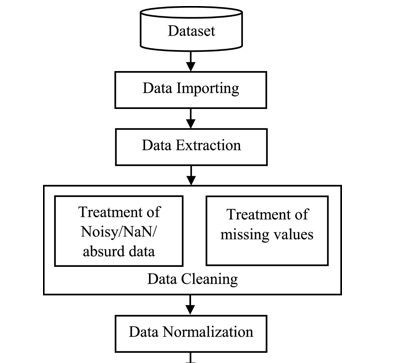 Dataset
Data Importing
Data Extraction
Treatment of
Noisy/NaN/
absurd data
Treatment of
missing values
Data Cleaning
Data Normalization